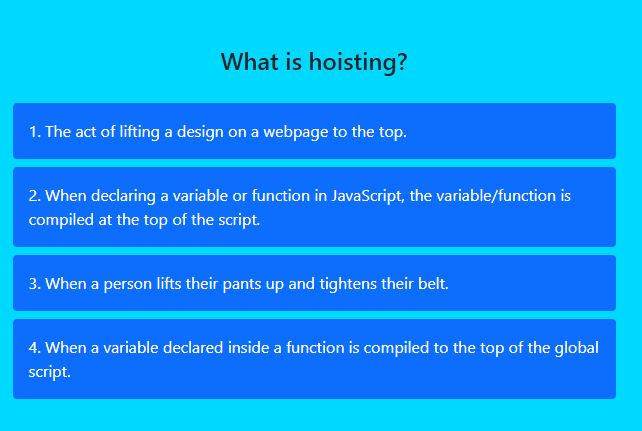 What is hoisting?
1. The act of lifting a design on a webpage to the top.
2. When declaring a variable or function in JavaScript, the variable/function is
compiled at the top of the script.
3. When a person lifts their pants up and tightens their belt.
4. When a variable declared inside a function is compiled to the top of the global
script.